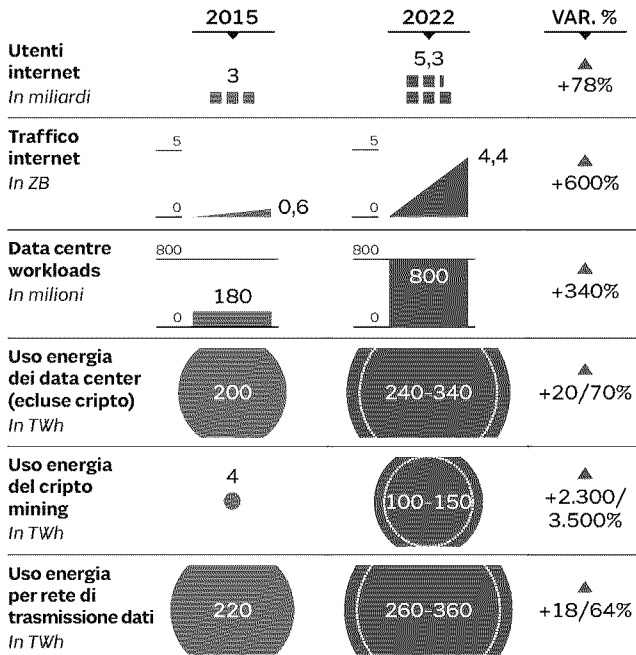 2015 2022 VAR. %
Utenti
internet
In miliardi
3
5,3
+78%
Traffico
internet
In ZB
5
0
0,6
5
0
4,4
+600%
Data centre
workloads
In milioni
800
0
180
800
0
800
+340%
Uso energia
dei data center
(ecluse cripto)
In TWh
200
240-340
+20/70%
Uso energia
del cripto
mining
In TWh
4
100-150
+2.300/
3.500%
Uso energia
per rete di
trasmissione dati
In TWh
220
260-360
+18/64%